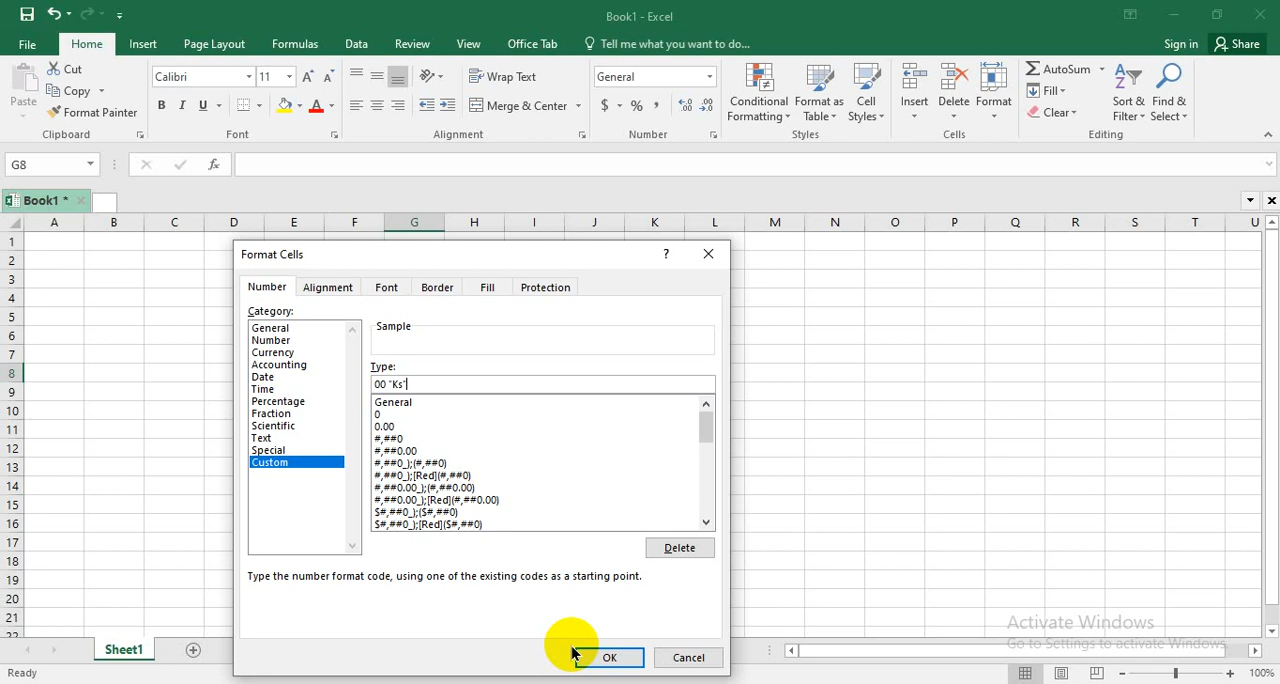 Book1 - Excel
File Home Insert Page Layout Formulas Data Review View Office Tab Tell me what you want to do... Sign in Share
Paste Cut Copy Format Painter
Calibri 11 Wrap Text General AutoSum
B I U Merge & Center $ % , Fill Clear
Conditional Formatting Format as Table Cell Styles Insert Delete Format Sort & Filter Find & Select
Clipboard Font Alignment Number Styles Cells Editing
G8 fx
Book1 *
A B C D E F G H I J K L M N O P Q R S T U
1
2
3
4
5
6
7
8
9
10
11
12
13
14
15
16
17
18
19
20
21
22
Format Cells ?
Number Alignment Font Border Fill Protection
Category:
General
Number
Currency
Accounting
Date
Time
Percentage
Fraction
Scientific
Text
Special
Custom
Sample
Type:
00 "Ks"
General
0
0.00
#,##0
#,##0.00
#,##0_);(#,##0)
#,##0_);[Red](#,##0)
#,##0.00_);(#,##0.00)
#,##0.00_);[Red](#,##0.00)
$#,##0_);($#,##0)
$#,##0_);[Red]($#,##0)
Delete
Type the number format code, using one of the existing codes as a starting point.
OK Cancel
Activate Windows
Go to Settings to activate Windows.
Sheet1
Ready 100%